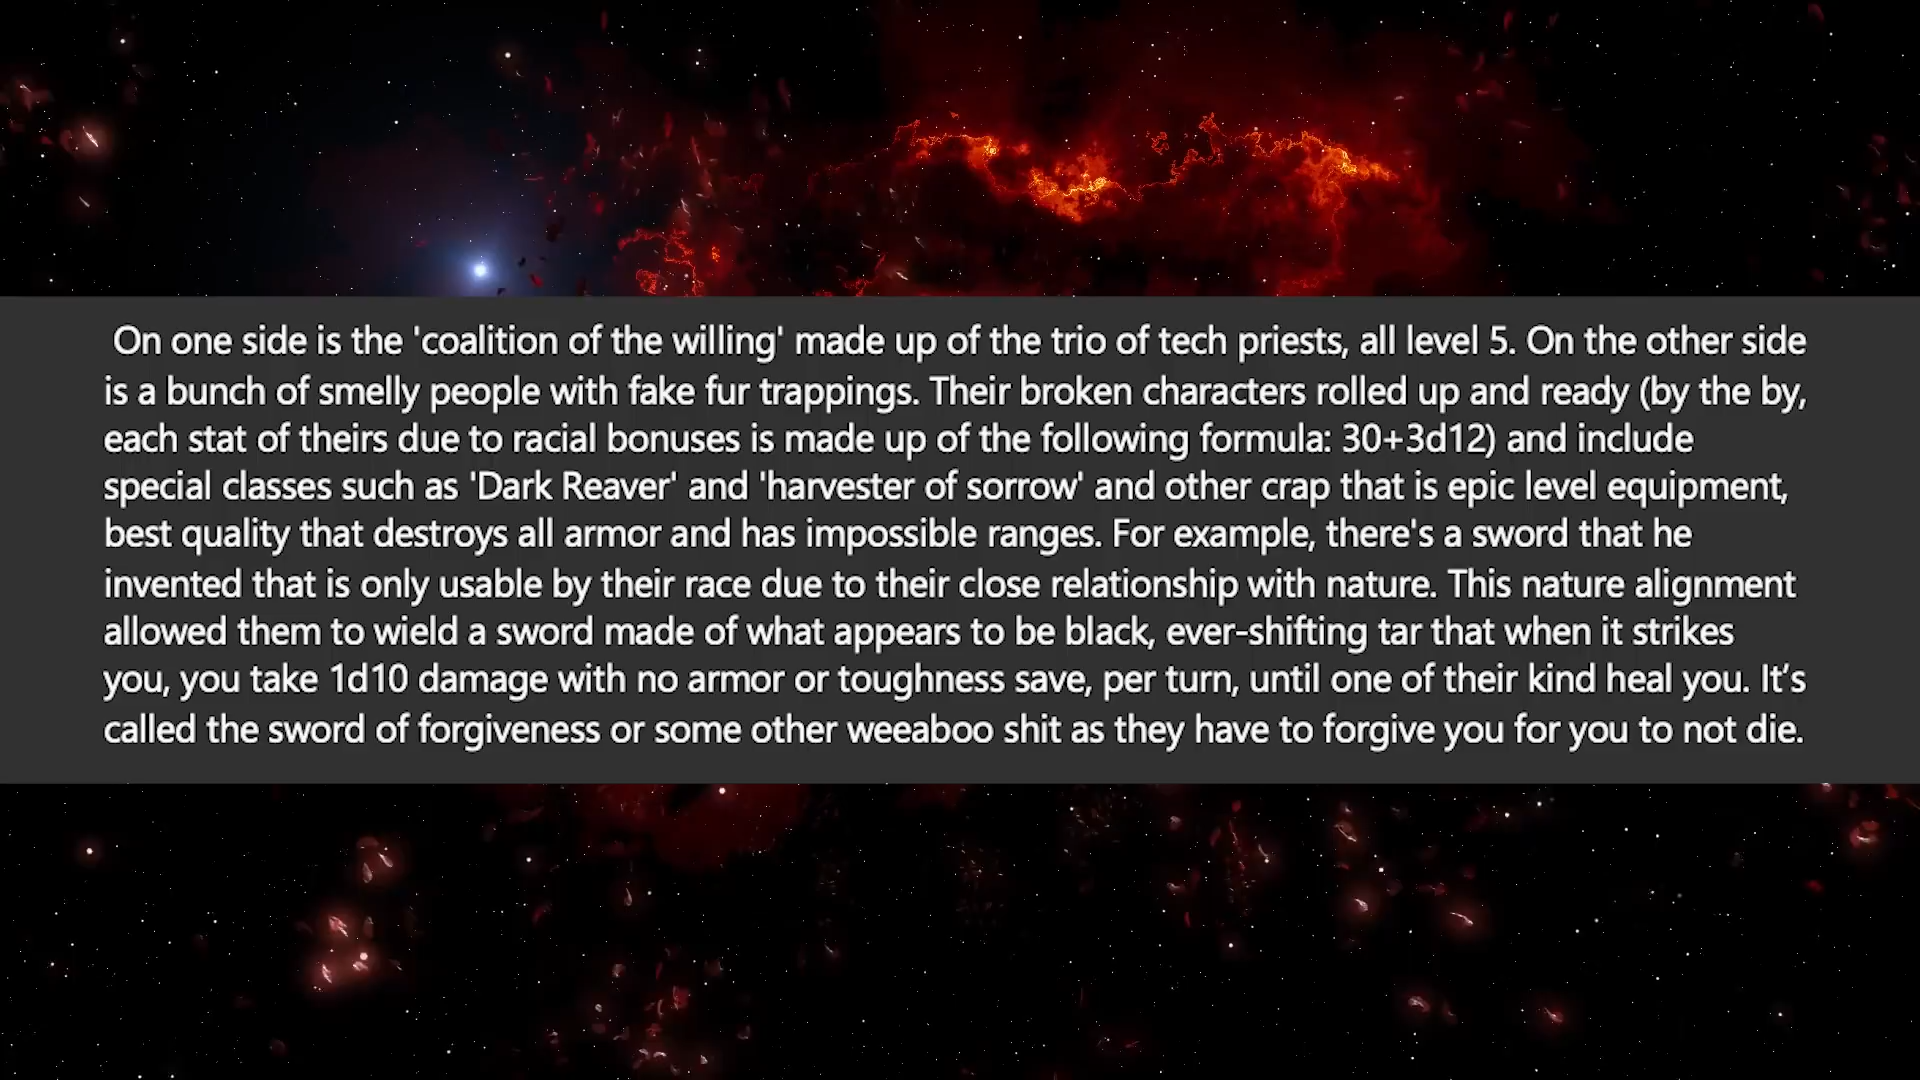 On one side is the 'coalition of the willing' made up of the trio of tech priests, all level 5. On the other side
is a bunch of smelly people with fake fur trappings. Their broken characters rolled up and ready (by the by,
each stat of theirs due to racial bonuses is made up of the following formula: 30+3d12) and include
special classes such as 'Dark Reaver' and 'harvester of sorrow' and other crap that is epic level equipment,
best quality that destroys all armor and has impossible ranges. For example, there's a sword that he
invented that is only usable by their race due to their close relationship with nature. This nature alignment
allowed them to wield a sword made of what appears to be black, ever-shifting tar that when it strikes
you, you take 1d10 damage with no armor or toughness save, per turn, until one of their kind heal you. It’s
called the sword of forgiveness or some other weeaboo shit as they have to forgive you for you to not die.